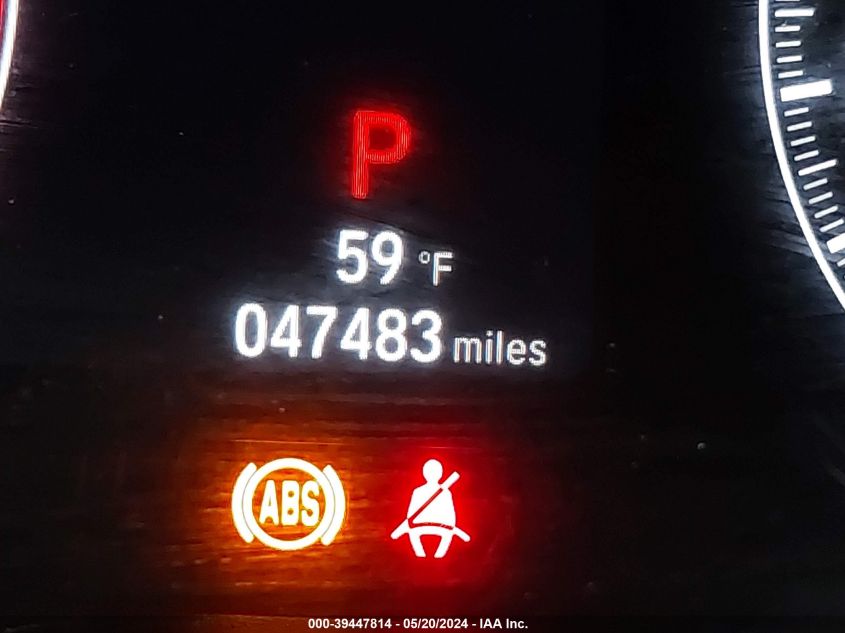 P
59 °F
047483 miles
ABS
000-39447814 - 05/20/2024 - IAA Inc.